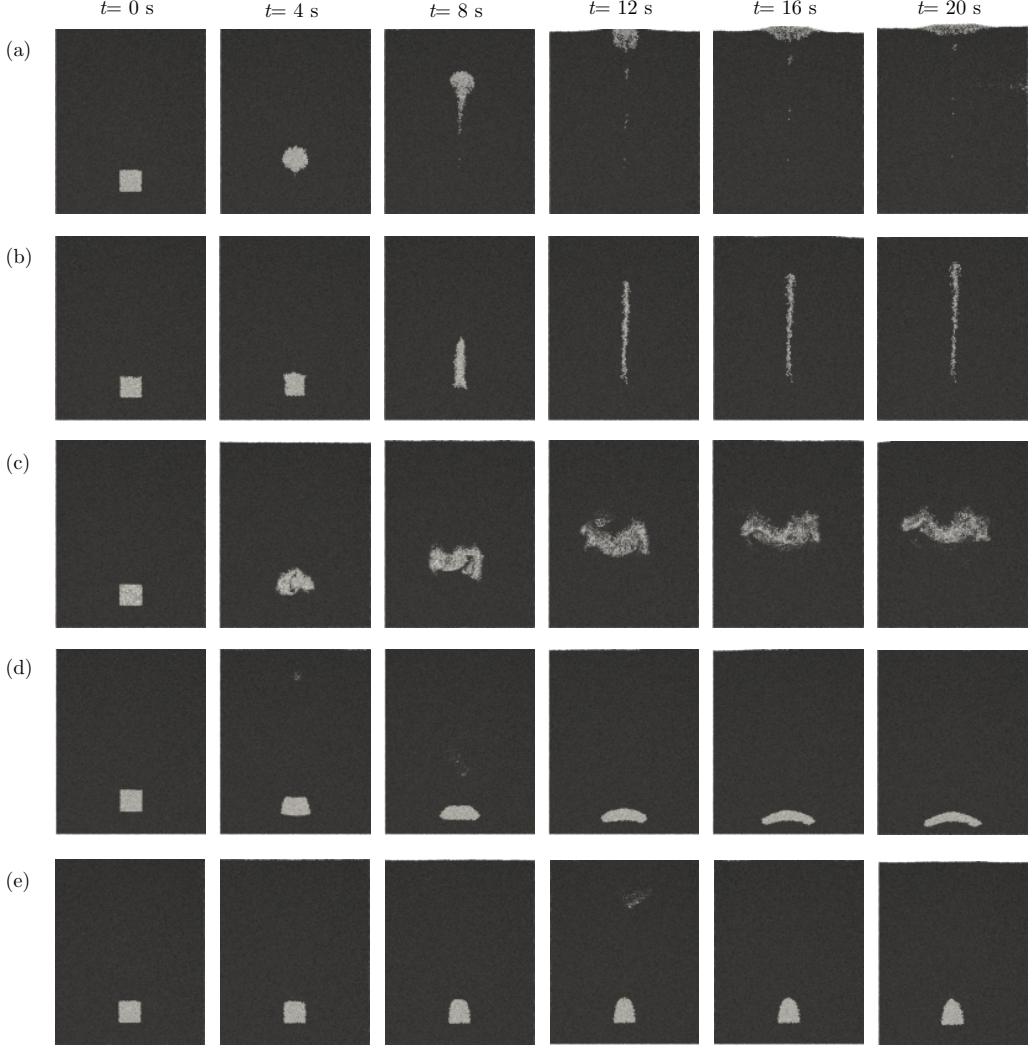 t= 0 s t= 4 s t= 8 s t= 12 s t= 16 s t= 20 s
(a)
(b)
(c)
(d)
(e)